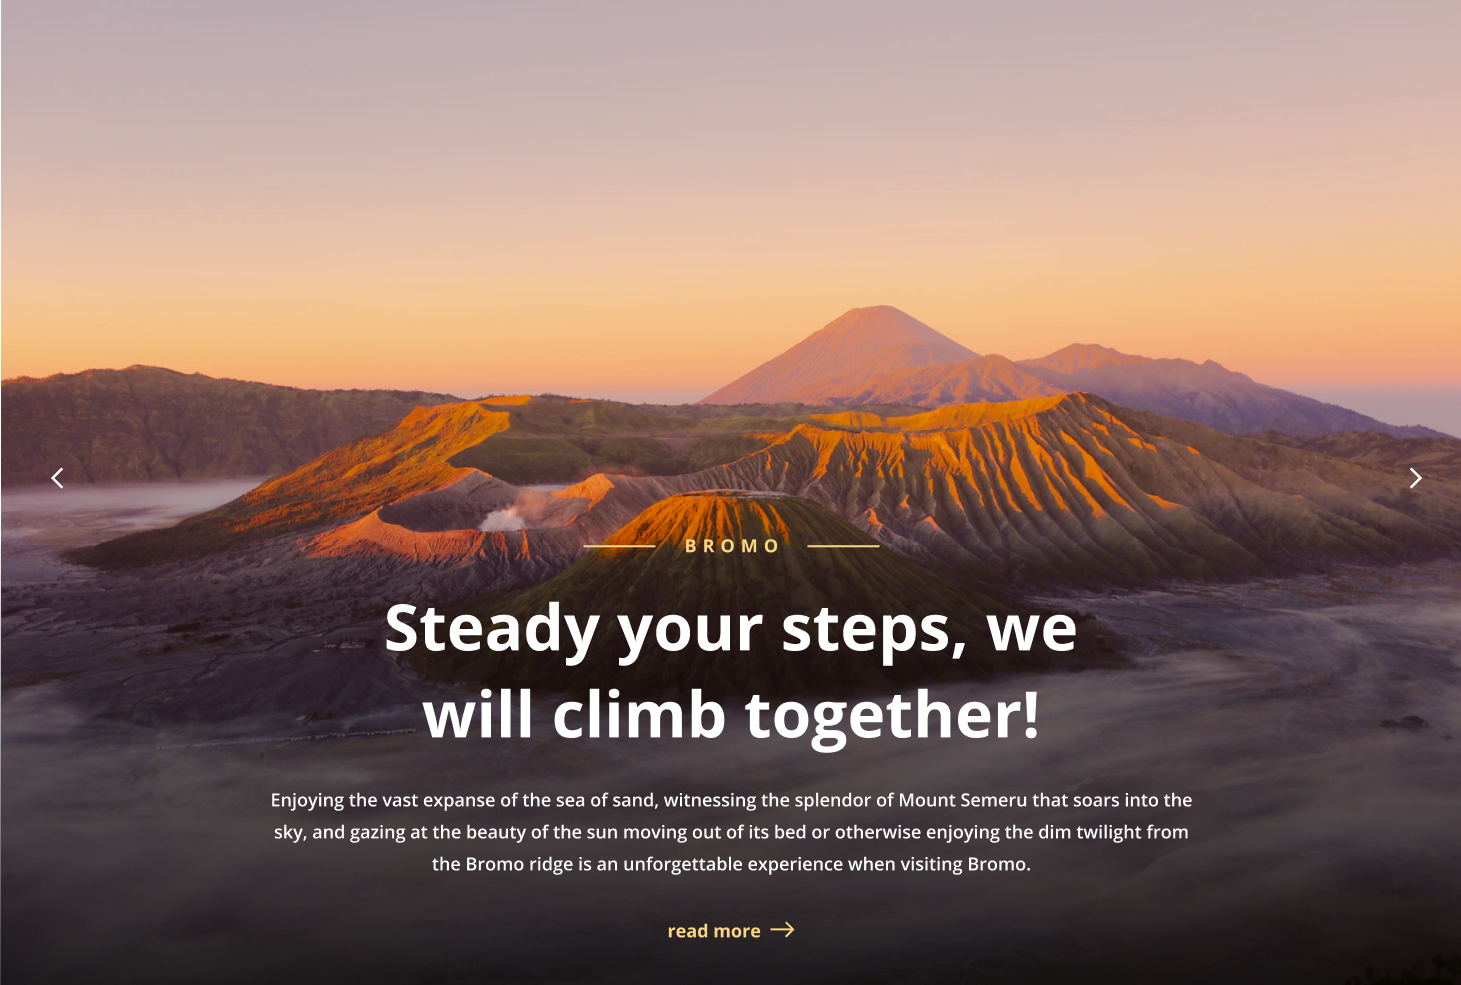 BROMO
Steady your steps, we
will climb together!
Enjoying the vast expanse of the sea of sand, witnessing the splendor of Mount Semeru that soars into the
sky, and gazing at the beauty of the sun moving out of its bed or otherwise enjoying the dim twilight from
the Bromo ridge is an unforgettable experience when visiting Bromo.
read more